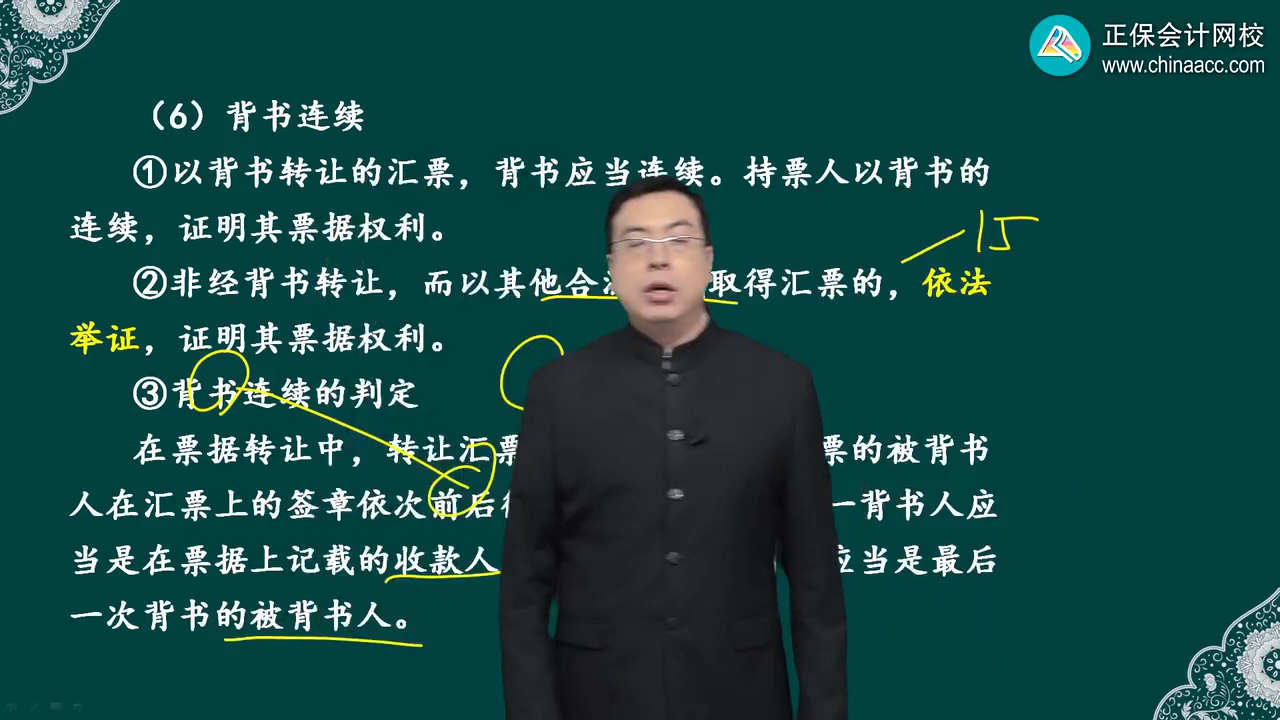 正保会计网校
www.chinaacc.com
（6）背书连续
①以背书转让的汇票，背书应当连续。持票人以背书的
连续，证明其票据权利。
②非经背书转让，而以其他合 取得汇票的，依法
举证，证明其票据权利。
15
③背书连续的判定
在票据转让中，转让汇票 票的被背书
人在汇票上的签章依次前后 一背书人应
当是在票据上记载的收款人 应当是最后
一次背书的被背书人。